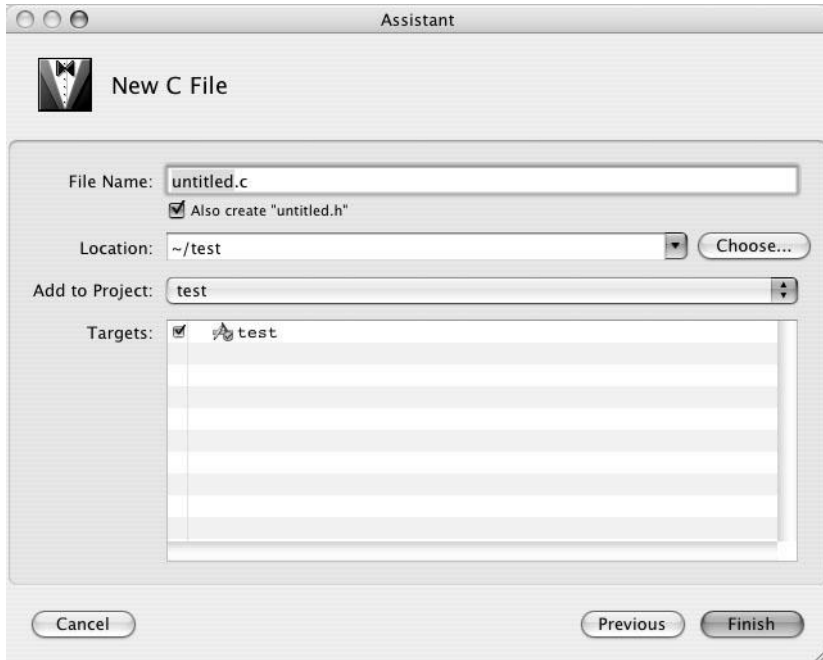 Assistant
New C File
File Name: untitled.c
Also create "untitled.h"
Location: ~/test Choose...
Add to Project: test
Targets: test
Cancel Previous Finish